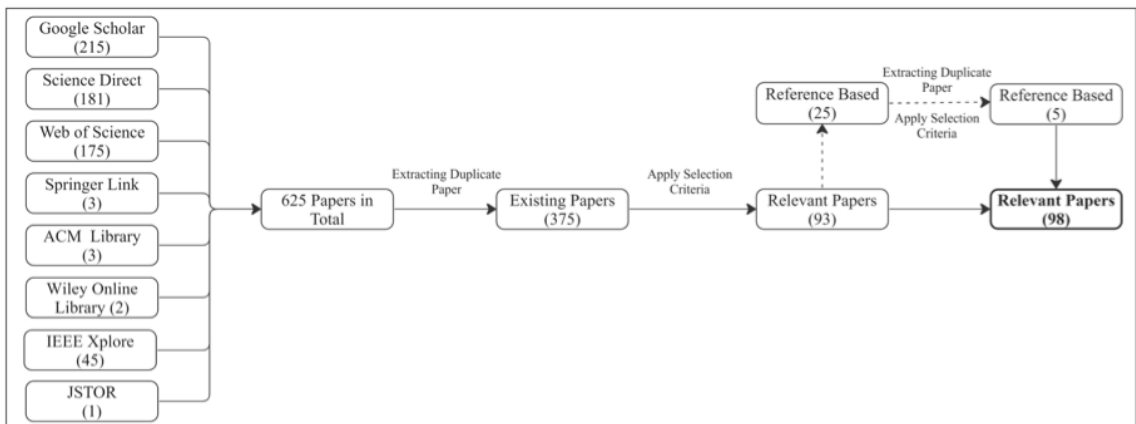 Google Scholar
(215)
Science Direct
(181)
Web of Science
(175)
Springer Link
(3)
ACM Library
(3)
Wiley Online
Library (2)
IEEE Xplore
(45)
JSTOR
(1)
625 Papers in
Total
Extracting Duplicate
Paper
Existing Papers
(375)
Apply Selection
Criteria
Relevant Papers
(93)
Reference Based
(25)
Extracting Duplicate
Paper
Apply Selection
Criteria
Reference Based
(5)
Relevant Papers
(98)